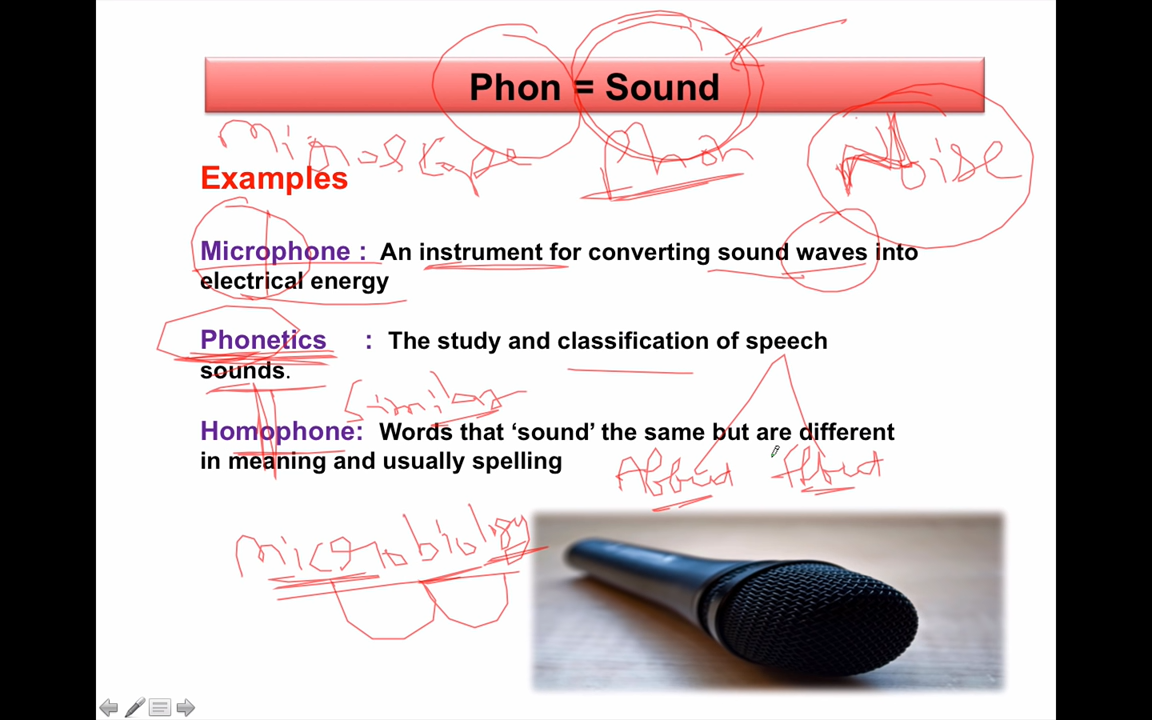 Phon = Sound
Microscope Phon Noise
Examples
Microphone : An instrument for converting sound waves into
electrical energy
Phonetics : The study and classification of speech
sounds.
Similar
Homophone: Words that ‘sound’ the same but are different
in meaning and usually spelling
microbiology